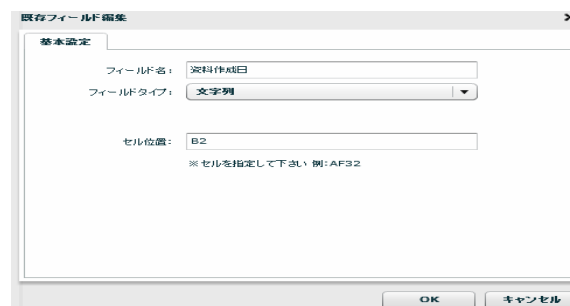 既存フィールド編集
基本設定
フィールド名： 資料作成日
フィールドタイプ： 文字列
セル位置： B2
※セルを指定して下さい 例:AF32
OK キャンセル